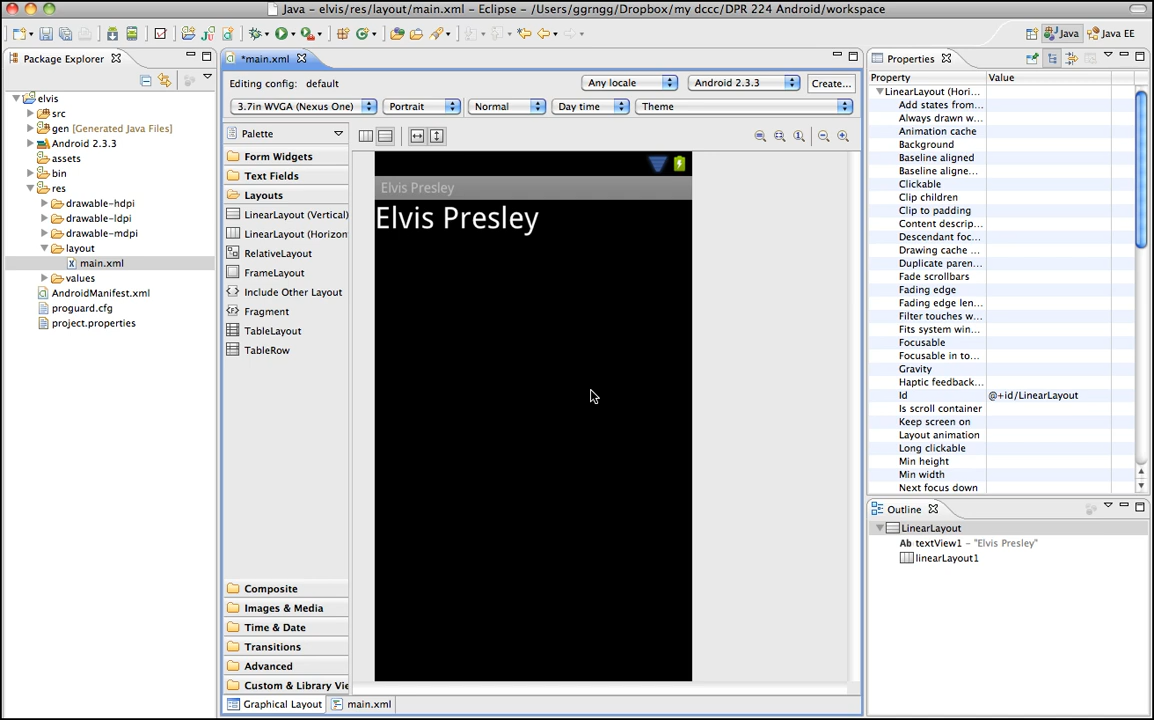 Java – elvis/res/layout/main.xml – Eclipse – /Users/ggrngg/Dropbox/my dccc/DPR 224 Android/workspace
Java
Java EE
Package Explorer
elvis
src
gen [Generated Java Files]
Android 2.3.3
assets
bin
res
drawable-hdpi
drawable-ldpi
drawable-mdpi
layout
main.xml
values
AndroidManifest.xml
proguard.cfg
project.properties
*main.xml
Editing config: default
Any locale
Android 2.3.3
Create...
3.7in WVGA (Nexus One)
Portrait
Normal
Day time
Theme
Palette
Form Widgets
Text Fields
Layouts
LinearLayout (Vertical)
LinearLayout (Horizon
RelativeLayout
FrameLayout
Include Other Layout
Fragment
TableLayout
TableRow
Composite
Images & Media
Time & Date
Transitions
Advanced
Custom & Library Vie
Elvis Presley
Elvis Presley
Graphical Layout
main.xml
Properties
Property Value
LinearLayout (Hori...
Add states from...
Always drawn w...
Animation cache
Background
Baseline aligned
Baseline aligne...
Clickable
Clip children
Clip to padding
Content descrip...
Descendant foc...
Drawing cache ...
Duplicate paren...
Fade scrollbars
Fading edge
Fading edge len...
Filter touches w...
Fits system win...
Focusable
Focusable in to...
Gravity
Haptic feedback...
Id @+id/LinearLayout
Is scroll container
Keep screen on
Layout animation
Long clickable
Min height
Min width
Next focus down
Outline
LinearLayout
Ab textView1 – "Elvis Presley"
linearLayout1